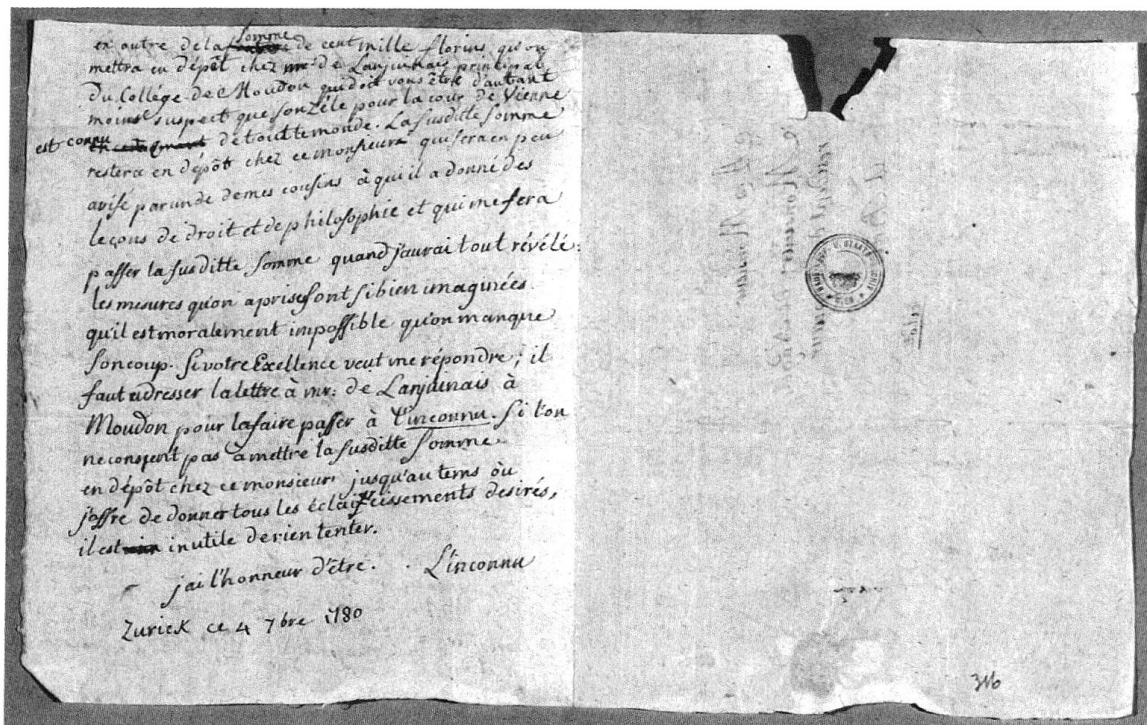 en outre de la somme de cent mille florins qu'on
mettra en dépôt chez mr. de Lanjuinais principal
du Collége de Moudon qui doit vous être d'autant
moins suspect que son zéle pour la cour de Vienne
est connu de tout le monde. La susditte somme
restera en dépôt chez ce monsieur qui sera en peu
avisé par un de mes cousins à qui il a donné des
leçons de droit et de philosophie et qui me fera
passer la susditte somme quand j'aurai tout révélé:
les mesures qu'on a prises sont si bien imaginées
qu'il est moralement impossible qu'on manque
son coup. Si votre Excellence veut me répondre, il
faut adresser la lettre à mr: de Lanjuinais à
Moudon pour la faire passer à L'inconnu. Si l'on
ne consent pas a mettre la susditte somme
en dépôt chez ce monsieur jusqu'au tems où
j'offre de donner tous les éclaircissements desirés,
il est inutile de rien tenter.
j'ai l'honneur d'être. L'inconnu
Zurick ce 4 7bre 1780
316